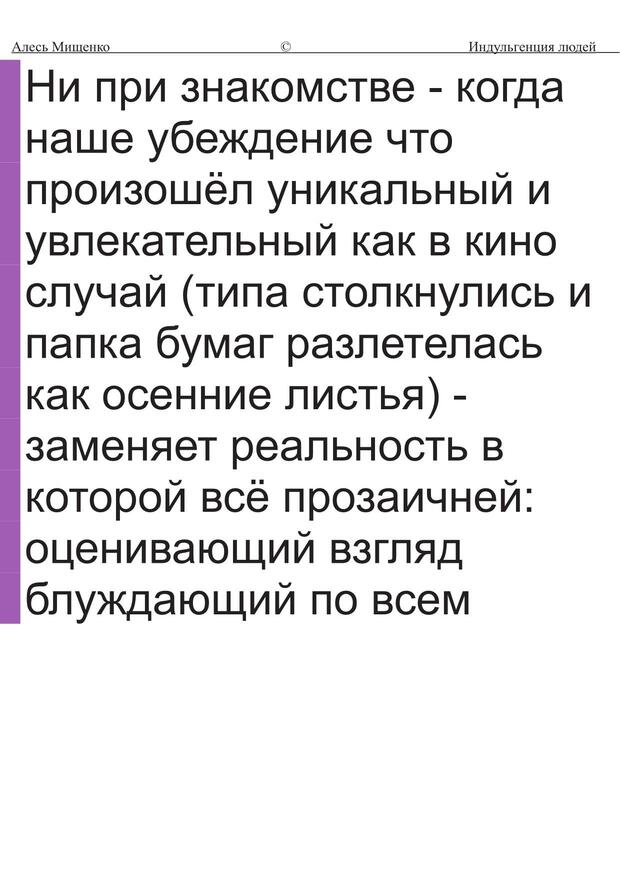 Алесь Мищенко © Индульгенция людей
Ни при знакомстве - когда
наше убеждение что
произошёл уникальный и
увлекательный как в кино
случай (типа столкнулись и
папка бумаг разлетелась
как осенние листья) -
заменяет реальность в
которой всё прозаичней:
оценивающий взгляд
блуждающий по всем